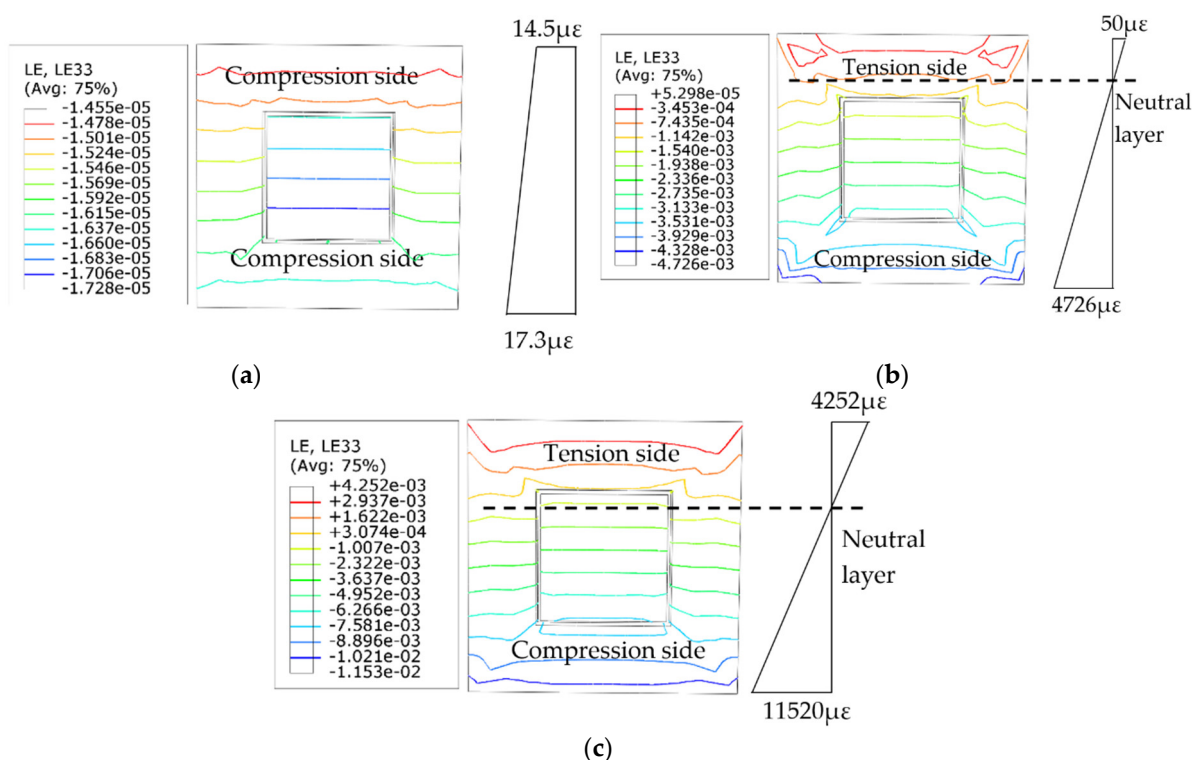 LE, LE33
(Avg: 75%)
-1.455e-05
-1.478e-05
-1.501e-05
-1.524e-05
-1.546e-05
-1.569e-05
-1.592e-05
-1.615e-05
-1.637e-05
-1.660e-05
-1.683e-05
-1.706e-05
-1.728e-05
Compression side
Compression side
14.5με
17.3με
(a)
LE, LE33
(Avg: 75%)
+5.298e-05
-3.453e-04
-7.435e-04
-1.142e-03
-1.540e-03
-1.938e-03
-2.336e-03
-2.735e-03
-3.133e-03
-3.531e-03
-3.929e-03
-4.328e-03
-4.726e-03
Tension side
Compression side
50με
Neutral
layer
4726με
(b)
LE, LE33
(Avg: 75%)
+4.252e-03
+2.937e-03
+1.622e-03
+3.074e-04
-1.007e-03
-2.322e-03
-3.637e-03
-4.952e-03
-6.266e-03
-7.581e-03
-8.896e-03
-1.021e-02
-1.153e-02
Tension side
Compression side
4252με
Neutral
layer
11520με
(c)